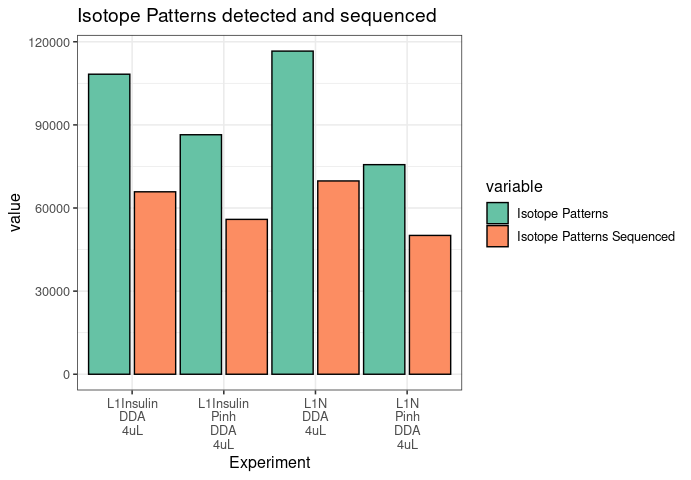 Isotope Patterns detected and sequenced
120000
90000
60000
30000
0
value
L1Insulin
DDA
4uL
L1Insulin
Pinh
DDA
4uL
L1N
DDA
4uL
L1N
Pinh
DDA
4uL
Experiment
variable
Isotope Patterns
Isotope Patterns Sequenced